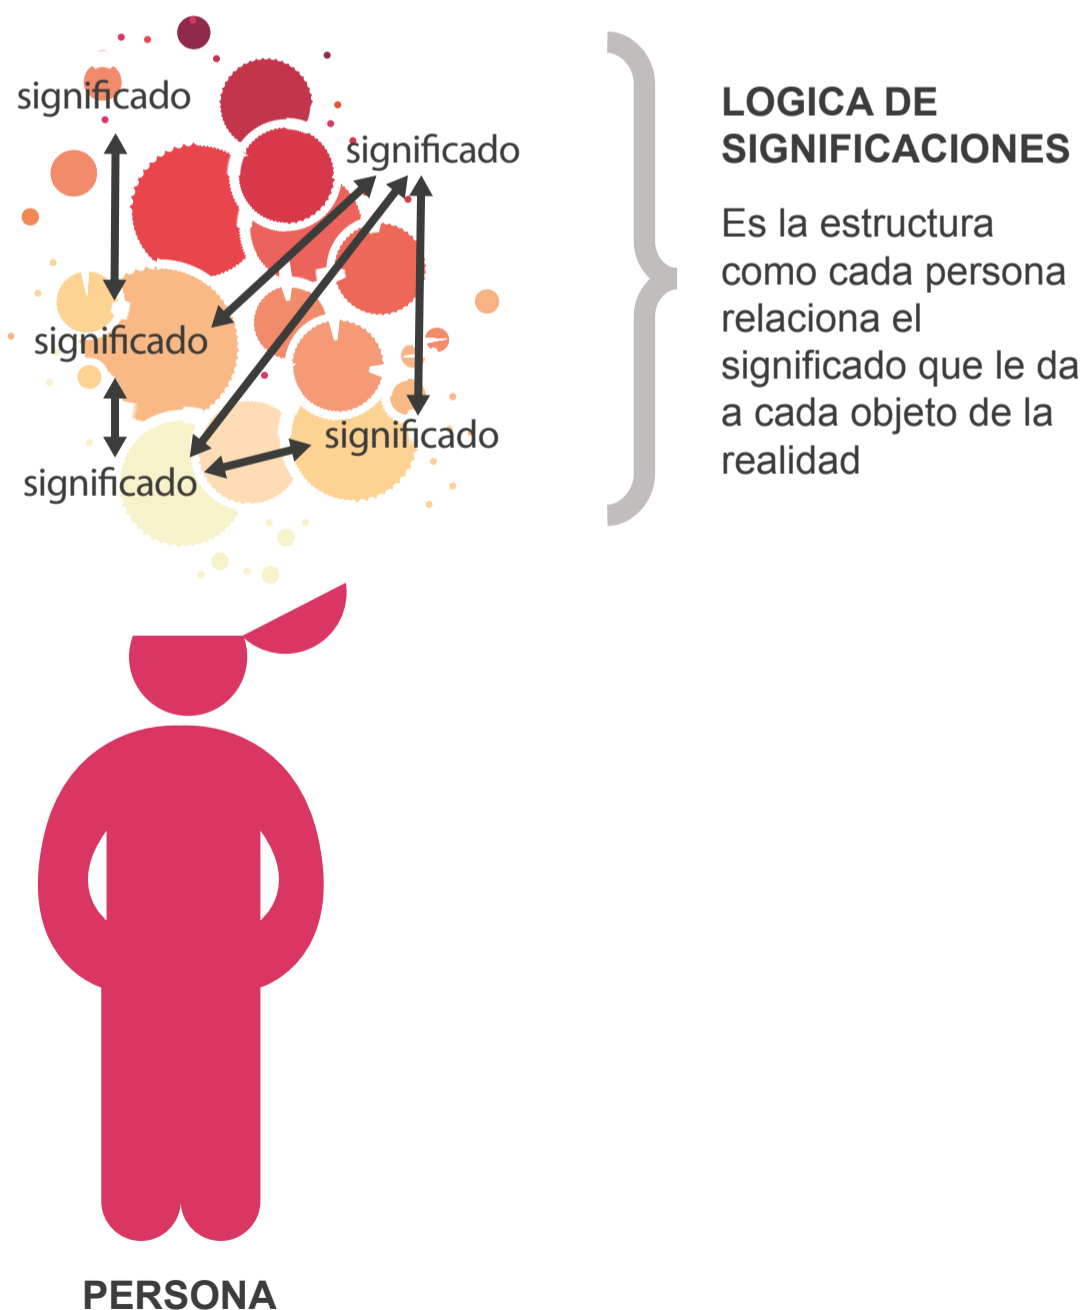 significado
significado
significado
significado
significado
LOGICA DE
SIGNIFICACIONES
Es la estructura
como cada persona
relaciona el
significado que le da
a cada objeto de la
realidad
PERSONA